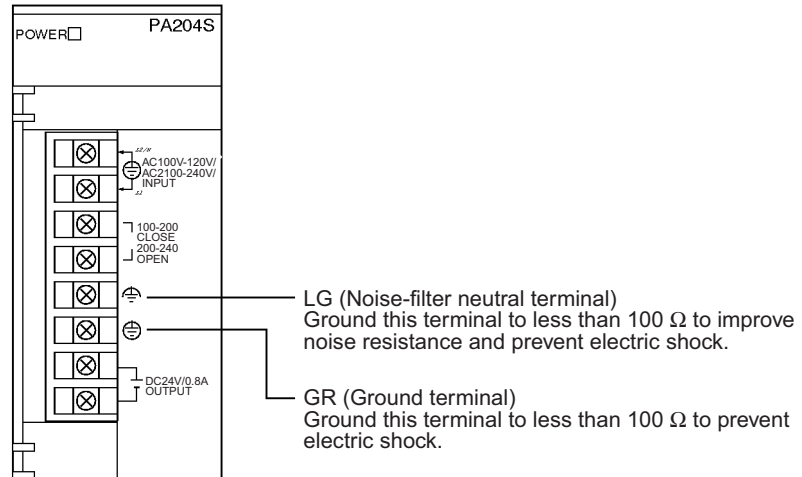 POWER
PA204S
AC100V-120V/
AC2100-240V/
INPUT
100-200
CLOSE
200-240
OPEN
LG (Noise-filter neutral terminal)
Ground this terminal to less than 100 Ω to improve
noise resistance and prevent electric shock.
DC24V/0.8A
OUTPUT
GR (Ground terminal)
Ground this terminal to less than 100 Ω to prevent
electric shock.